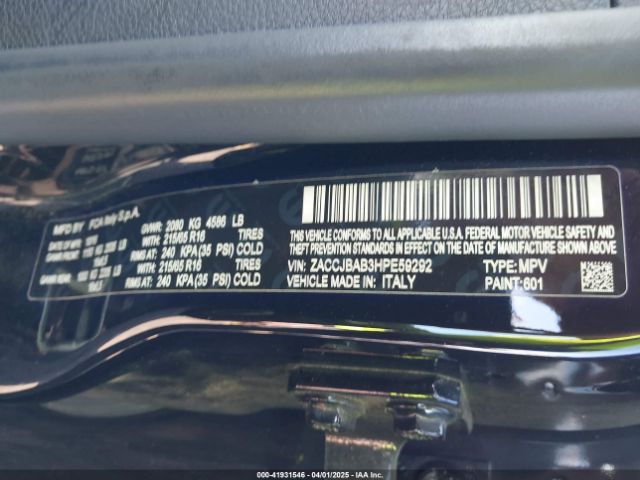 MFD BY: FCA Italy S.p.A.
GVWR: 2080 KG 4586 LB
WITH 215/65 R16 TIRES
RIMS AT: 240 KPA(35 PSI) COLD
WITH 215/65 R16 TIRES
RIMS AT: 240 KPA(35 PSI) COLD
THIS VEHICLE CONFORMS TO ALL APPLICABLE U.S.A. FEDERAL MOTOR VEHICLE SAFETY,
BUMPER, AND THEFT PREVENTION STANDARDS IN EFFECT ON THE DATE OF MANUFACTURE SHOWN ABOVE.
VIN: ZACCJBAB3HPE59292 TYPE: MPV
MADE IN: ITALY PAINT:601
000-41931546 04/01/2025 IAAI.COM